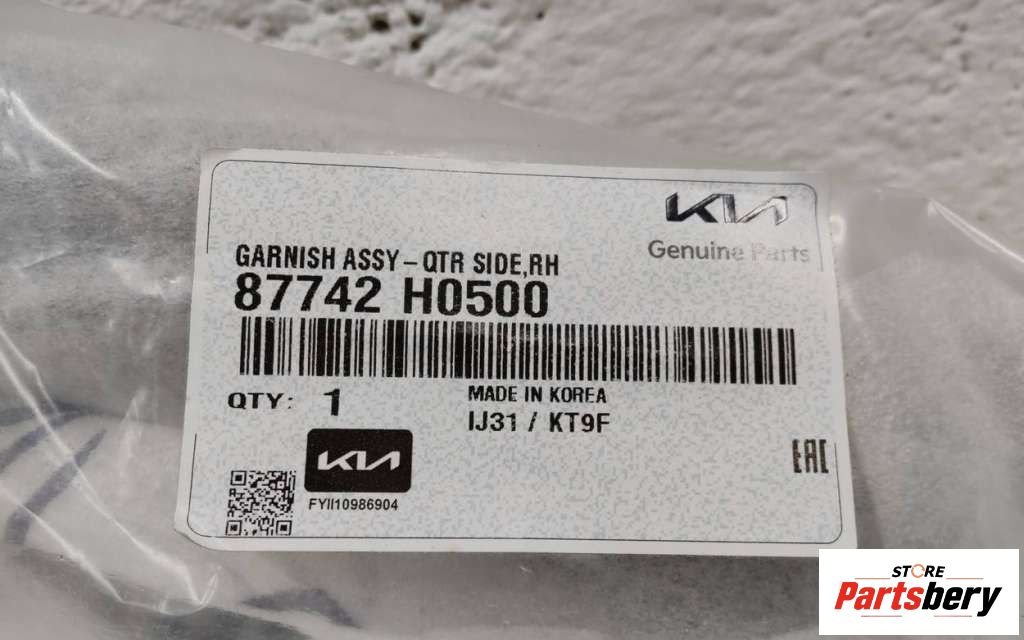 KIA
Genuine Parts
GARNISH ASSY-QTR SIDE,RH
87742 H0500
QTY: 1
MADE IN KOREA
IJ31 / KT9F
KIA
FYII10986904
EAC
STORE
Partsbery